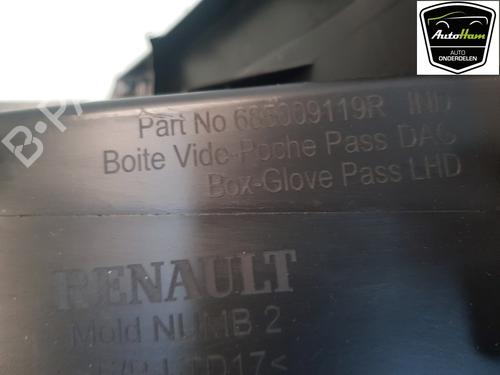 AutoHam
AUTO
ONDERDELEN
Part No 685009119R IND
Boite Vide-Poche Pass DAG
Box-Glove Pass LHD
RENAULT
Mold NUMB 2